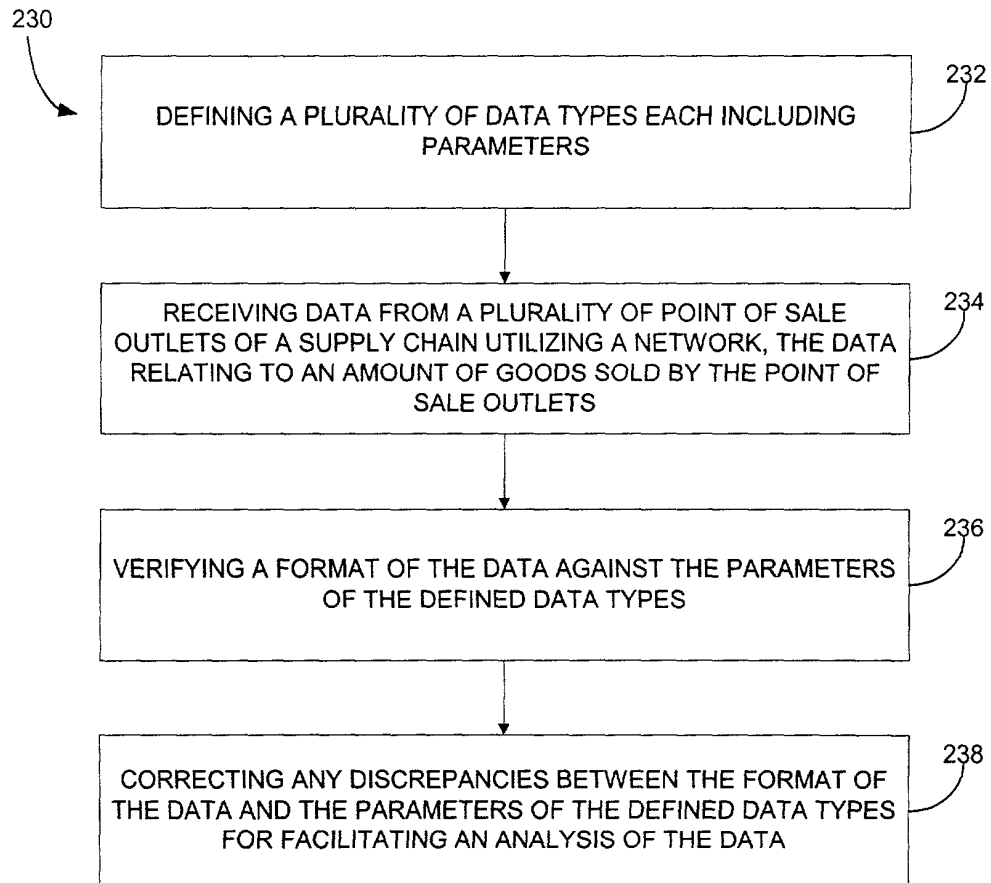 230
232
DEFINING A PLURALITY OF DATA TYPES EACH INCLUDING
PARAMETERS
234
RECEIVING DATA FROM A PLURALITY OF POINT OF SALE
OUTLETS OF A SUPPLY CHAIN UTILIZING A NETWORK, THE DATA
RELATING TO AN AMOUNT OF GOODS SOLD BY THE POINT OF
SALE OUTLETS
236
VERIFYING A FORMAT OF THE DATA AGAINST THE PARAMETERS
OF THE DEFINED DATA TYPES
238
CORRECTING ANY DISCREPANCIES BETWEEN THE FORMAT OF
THE DATA AND THE PARAMETERS OF THE DEFINED DATA TYPES
FOR FACILITATING AN ANALYSIS OF THE DATA